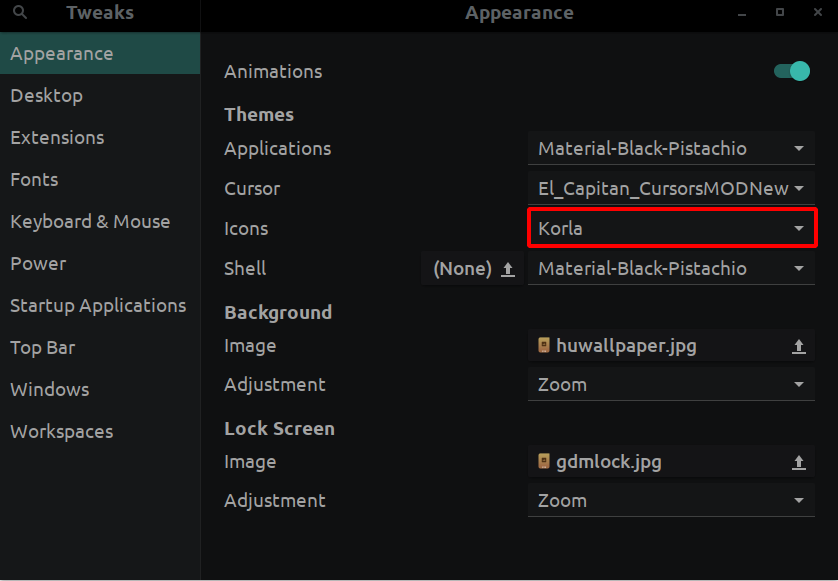 Tweaks
Appearance
Appearance
Desktop
Extensions
Fonts
Keyboard & Mouse
Power
Startup Applications
Top Bar
Windows
Workspaces
Animations
Themes
Applications Material-Black-Pistachio
Cursor El_Capitan_CursorsMODNew
Icons Korla
Shell (None) Material-Black-Pistachio
Background
Image huwallpaper.jpg
Adjustment Zoom
Lock Screen
Image gdmlock.jpg
Adjustment Zoom